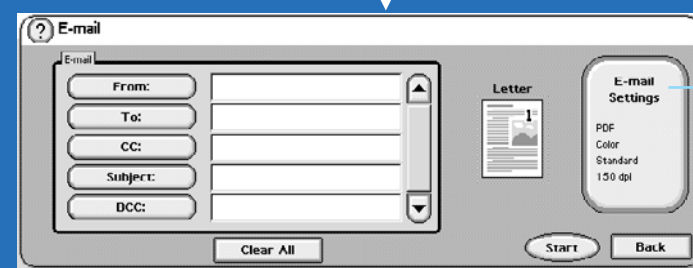 ? E-mail
E-mail
From:
To:
CC:
Subject:
BCC:
Clear All
Letter
1
E-mail
Settings
PDF
Color
Standard
150 dpi
Start
Back